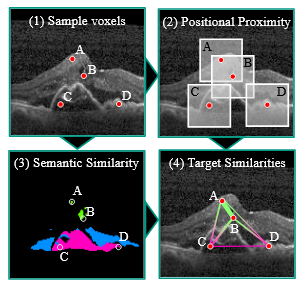 (1) Sample voxels
A
B
C
D
(2) Positional Proximity
A
B
C
D
(3) Semantic Similarity
A
B
C
D
(4) Target Similarities
A
B
C
D